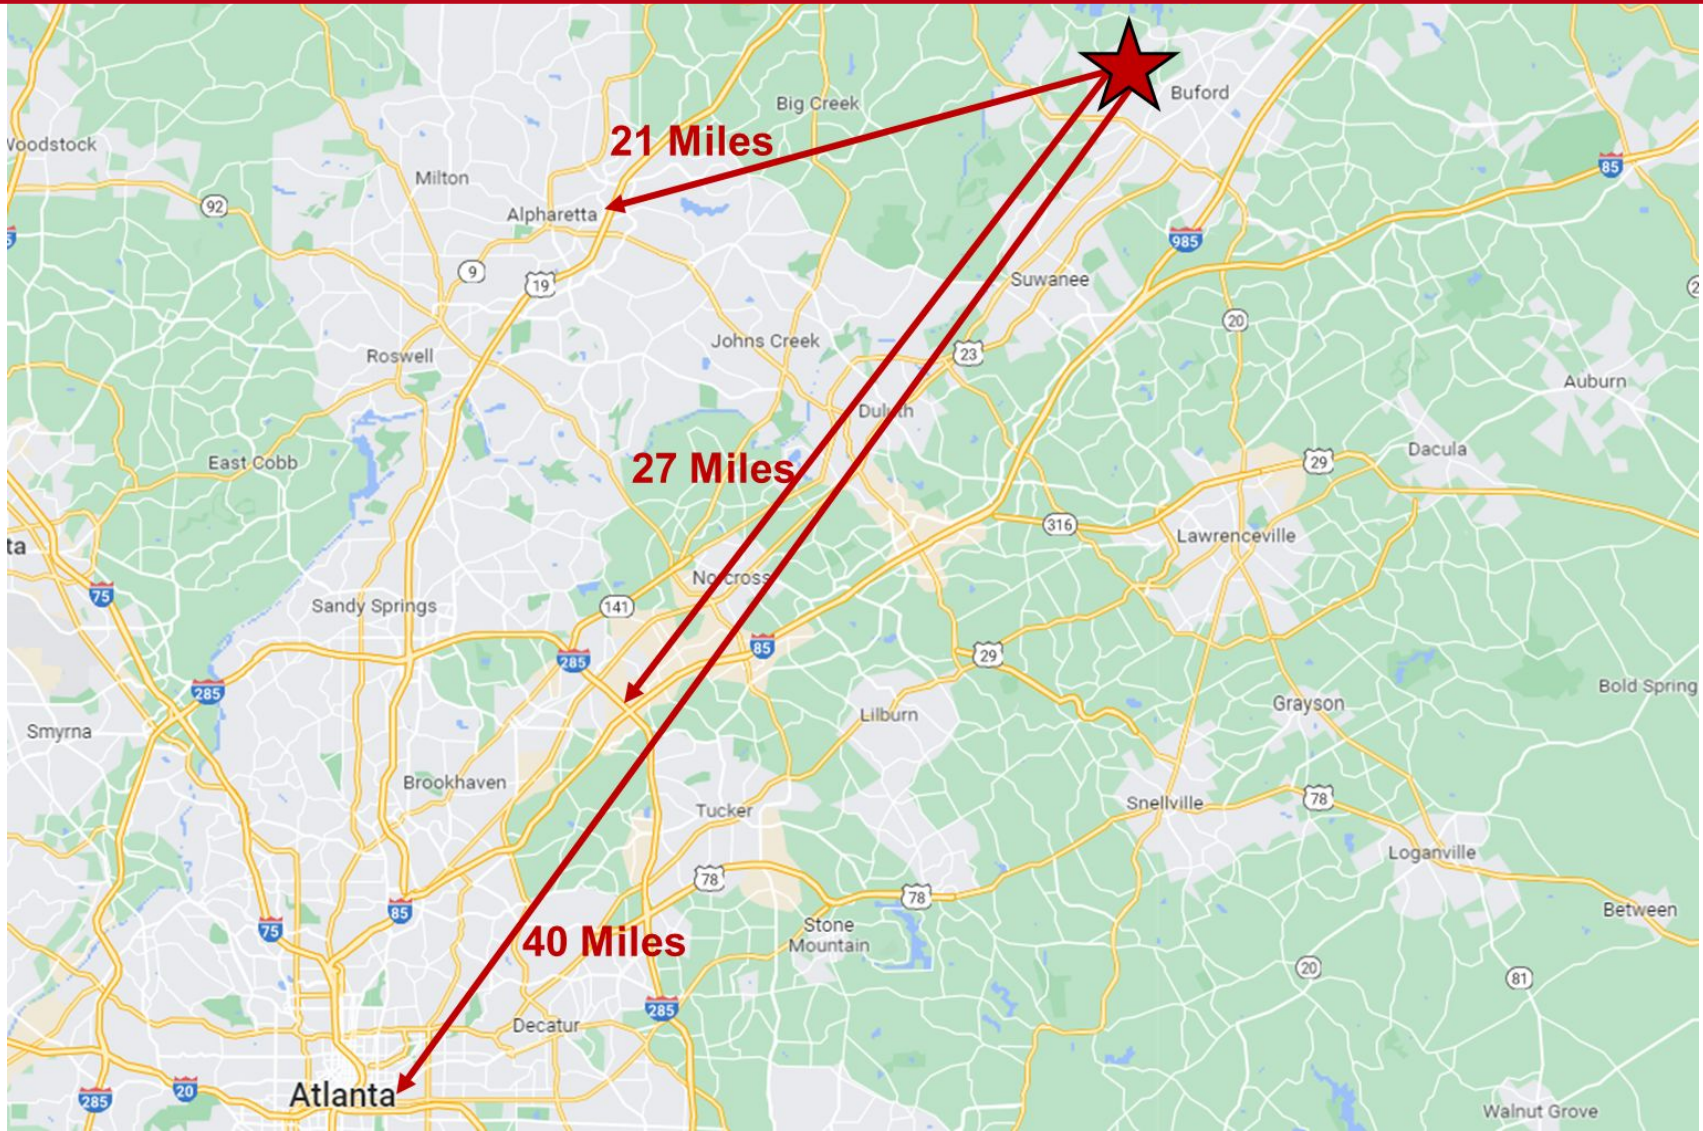 Buford
Big Creek
21 Miles
Woodstock
85
Milton
92
Alpharetta
985
9
Suwanee
19
20
Johns Creek
23
Roswell
Auburn
Duluth
Dacula
East Cobb
29
27 Miles
316
Lawrenceville
ta
Norcross
75
Sandy Springs
141
85
29
285
285
Bold Spring
Grayson
Lilburn
Smyrna
Brookhaven
78
Snellville
Tucker
Loganville
78
78
85
Between
75
Stone
Mountain
40 Miles
20
81
285
Decatur
20
Atlanta
285
Walnut Grove